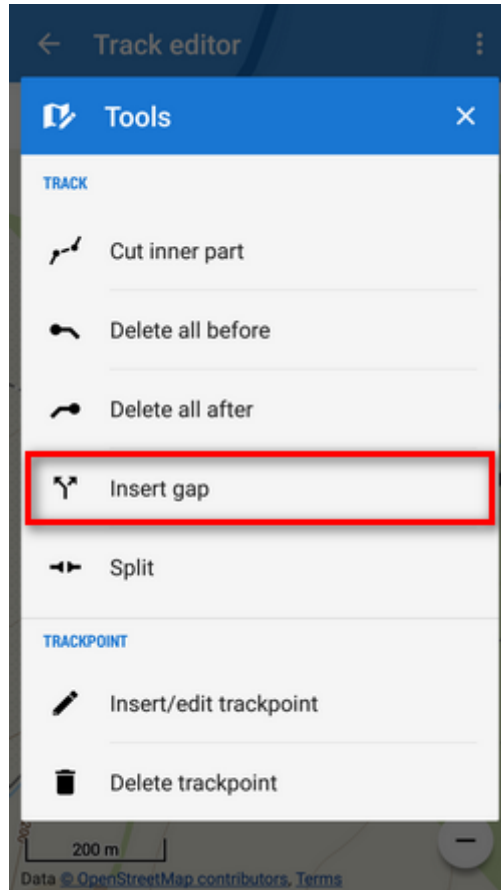 Track editor
Tools
TRACK
Cut inner part
Delete all before
Delete all after
Insert gap
Split
TRACKPOINT
Insert/edit trackpoint
Delete trackpoint
200 m
Data © OpenStreetMap contributors, Terms